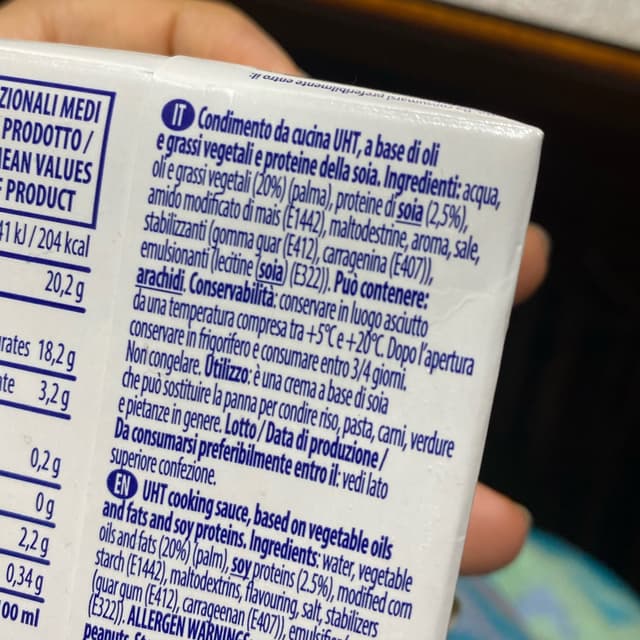 Da consumarsi preferibilmente entro il:
ZIONALI MEDI
PRODOTTO /
MEAN VALUES
F PRODUCT
41 kJ / 204 kcal
20,2 g
rates 18,2 g
ate 3,2 g
0,2 g
0 g
2,2 g
0,34 g
00 ml
IT Condimento da cucina UHT, a base di oli
e grassi vegetali e proteine della soia. Ingredienti: acqua,
oli e grassi vegetali (20%) (palma), proteine di soia (2,5%),
amido modificato di mais (E1442), maltodestrine, aroma, sale,
stabilizzanti (gomma guar (E412), carragenina (E407)),
emulsionanti (lecitine (soia) (E322)). Può contenere:
arachidi. Conservabilità: conservare in luogo asciutto
da una temperatura compresa tra +5°C e +20°C. Dopo l'apertura
conservare in frigorifero e consumare entro 3/4 giorni.
Non congelare. Utilizzo: è una crema a base di soia
che può sostituire la panna per condire riso, pasta, carni, verdure
e pietanze in genere. Lotto / Data di produzione /
Da consumarsi preferibilmente entro il: vedi lato
superiore confezione.
EN UHT cooking sauce, based on vegetable oils
and fats and soy proteins. Ingredients: water, vegetable
oils and fats (20%) (palm), soy proteins (2,5%), modified corn
starch (E1442), maltodextrins, flavouring, salt, stabilizers
(guar gum (E412), carrageenan (E407)), emulsifi
(E322)). ALLERGEN WARNING
peanuts.